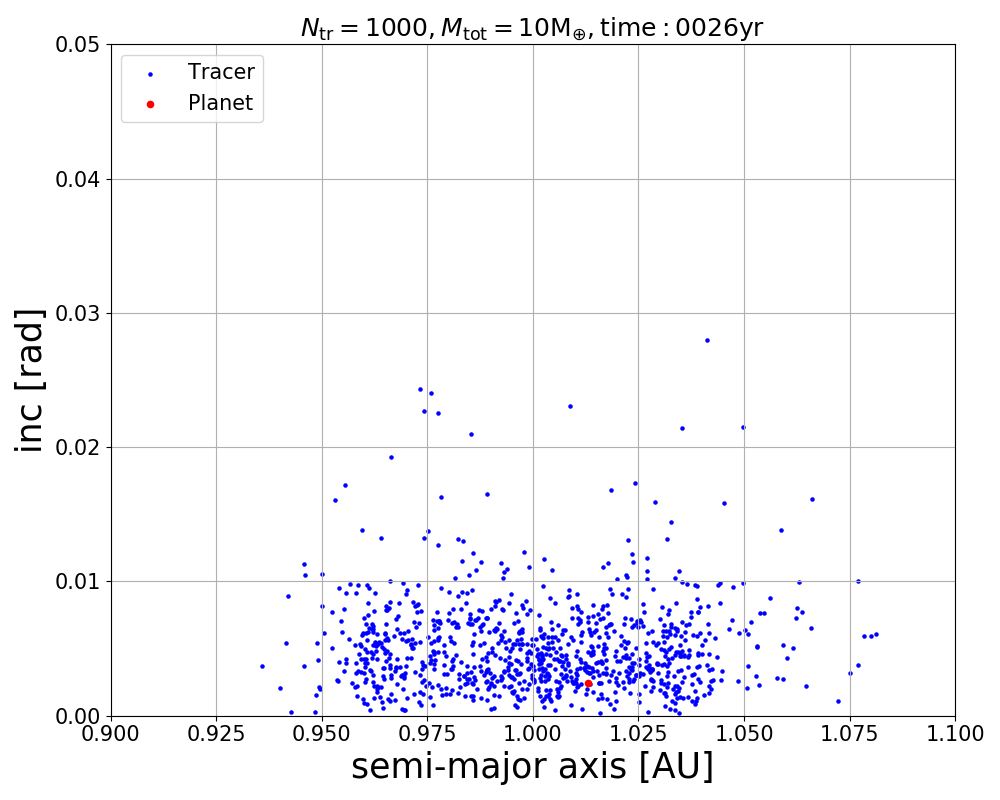 N_tr = 1000, M_tot = 10M_⊕, time : 0026yr
0.05
Tracer
Planet
0.04
0.03
inc [rad]
0.02
0.01
0.00
0.900 0.925 0.950 0.975 1.000 1.025 1.050 1.075 1.100
semi-major axis [AU]